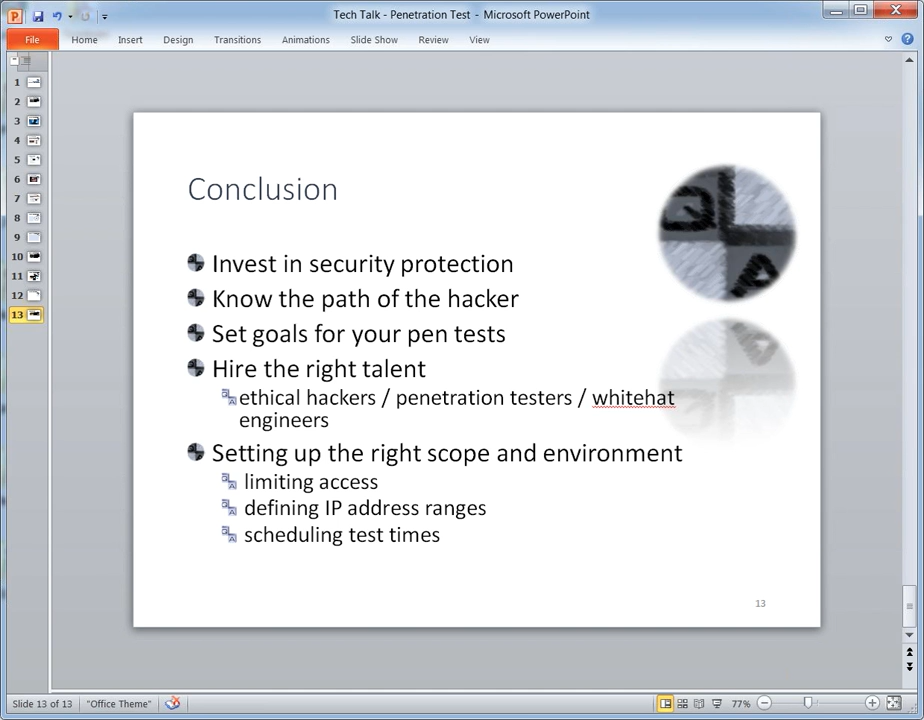 Tech Talk - Penetration Test - Microsoft PowerPoint
File Home Insert Design Transitions Animations Slide Show Review View
1
2
3
4
5
6
7
8
9
10
11
12
13
Conclusion
Invest in security protection
Know the path of the hacker
Set goals for your pen tests
Hire the right talent
ethical hackers / penetration testers / whitehat
engineers
Setting up the right scope and environment
limiting access
defining IP address ranges
scheduling test times
Q
A
13
Slide 13 of 13 "Office Theme" 77%